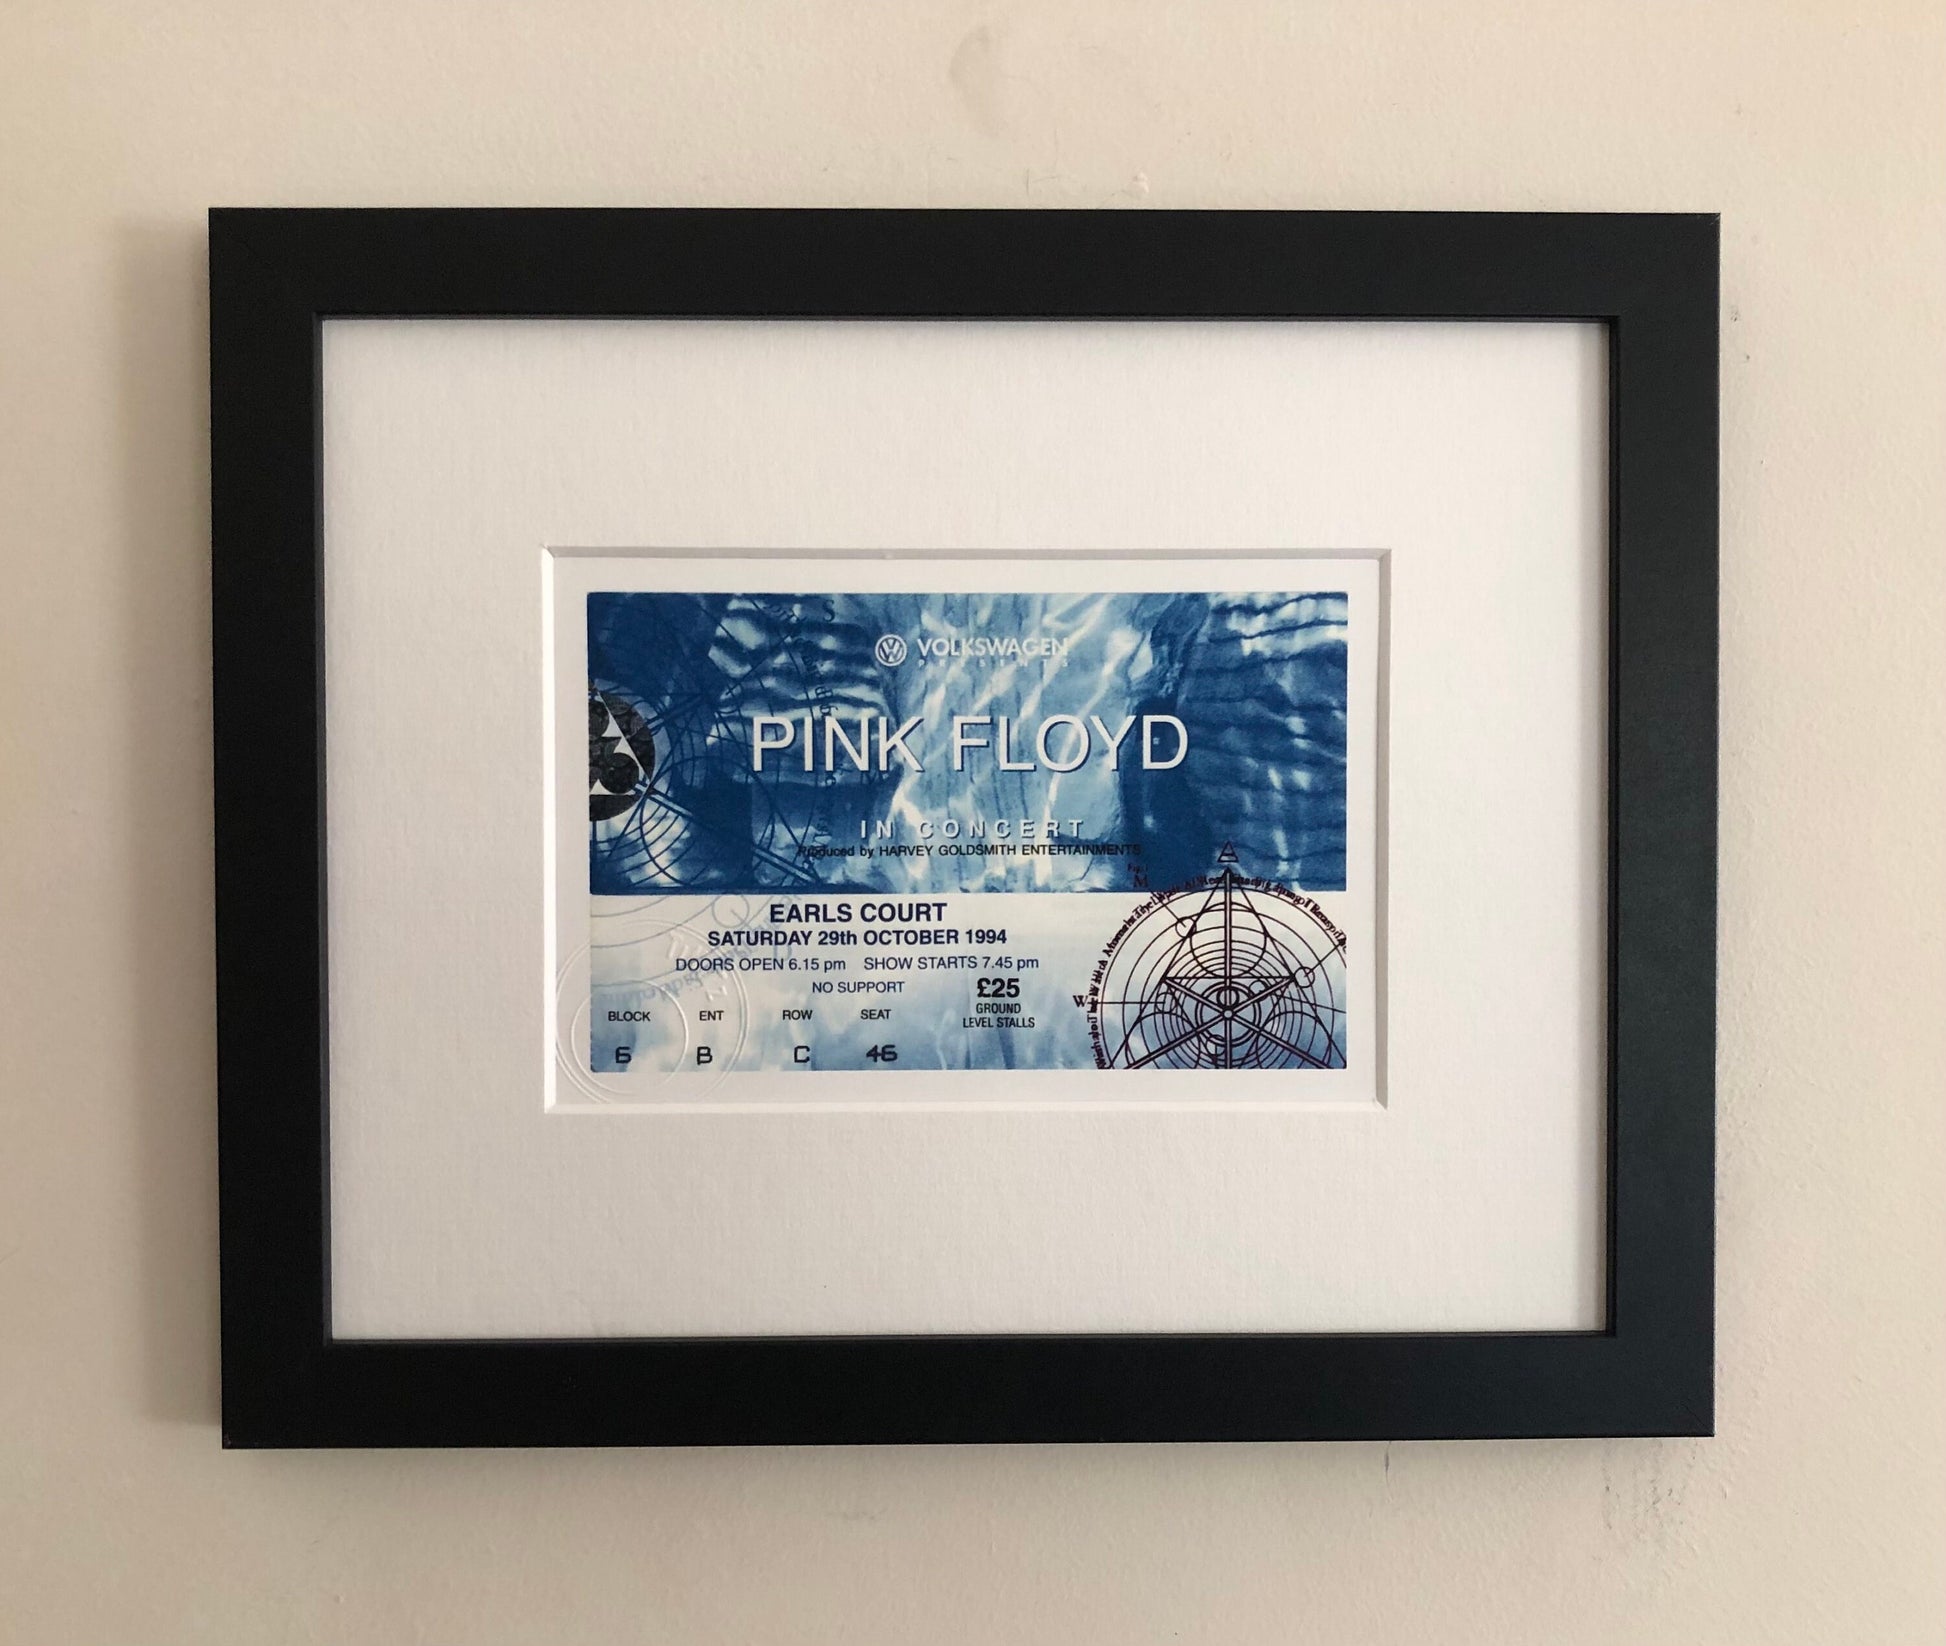 VOLKSWAGEN
PRESENTS
PINK FLOYD
IN CONCERT
Produced by HARVEY GOLDSMITH ENTERTAINMENTS
EARLS COURT
SATURDAY 29th OCTOBER 1994
DOORS OPEN 6.15 pm SHOW STARTS 7.45 pm
NO SUPPORT
£25
GROUND
LEVEL STALLS
BLOCK ENT ROW SEAT
6 B C 46
M
W